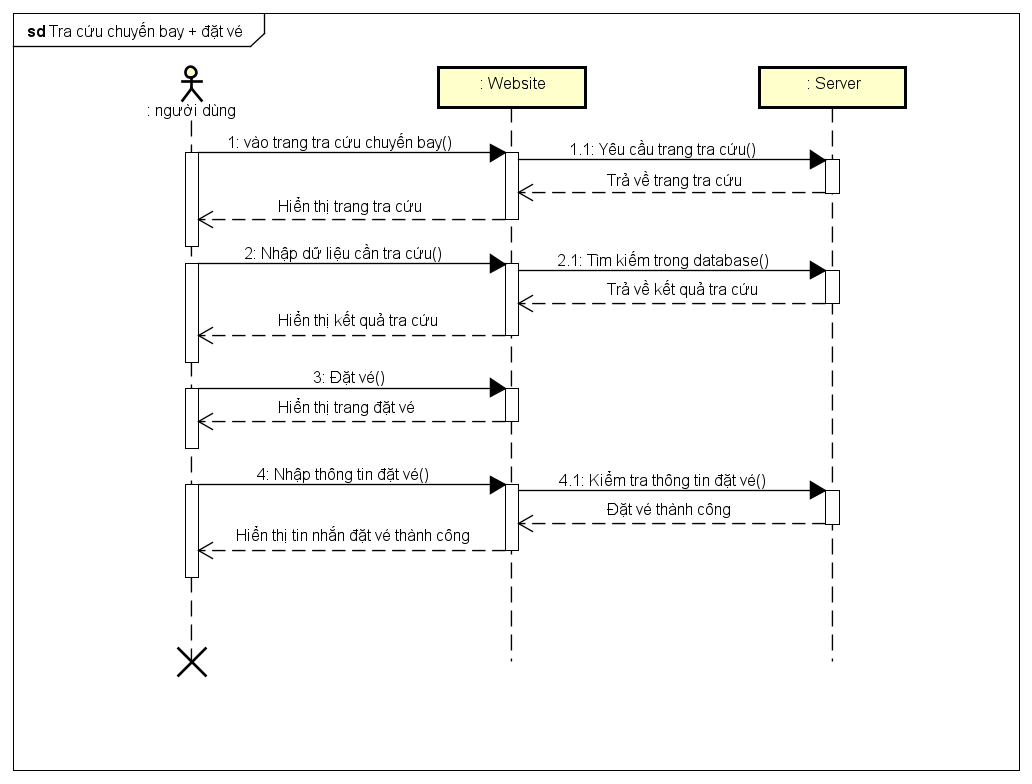 sd Tra cứu chuyến bay + đặt vé
: người dùng
: Website
: Server
1: vào trang tra cứu chuyến bay()
1.1: Yêu cầu trang tra cứu()
Trả về trang tra cứu
Hiển thị trang tra cứu
2: Nhập dữ liệu cần tra cứu()
2.1: Tìm kiếm trong database()
Trả về kết quả tra cứu
Hiển thị kết quả tra cứu
3: Đặt vé()
Hiển thị trang đặt vé
4: Nhập thông tin đặt vé()
4.1: Kiểm tra thông tin đặt vé()
Đặt vé thành công
Hiển thị tin nhắn đặt vé thành công